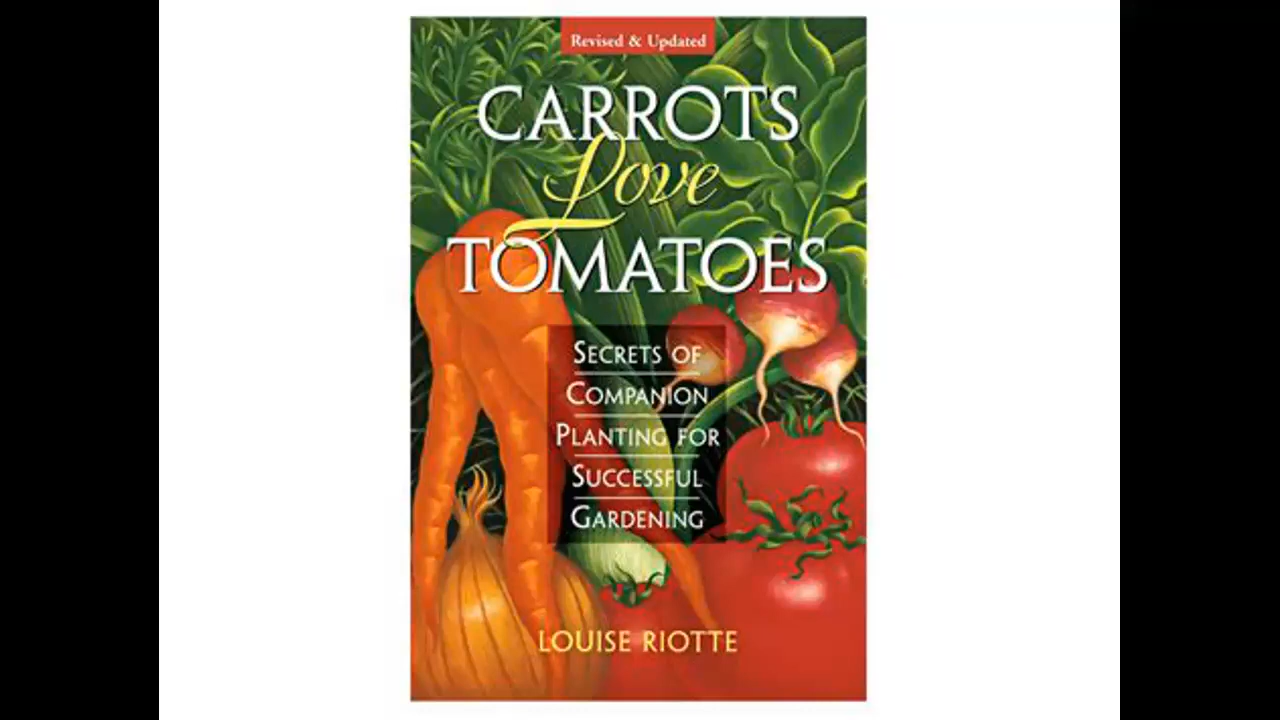 Revised & Updated
CARROTS
Love
TOMATOES
SECRETS OF
COMPANION
PLANTING FOR
SUCCESSFUL
GARDENING
LOUISE RIOTTE